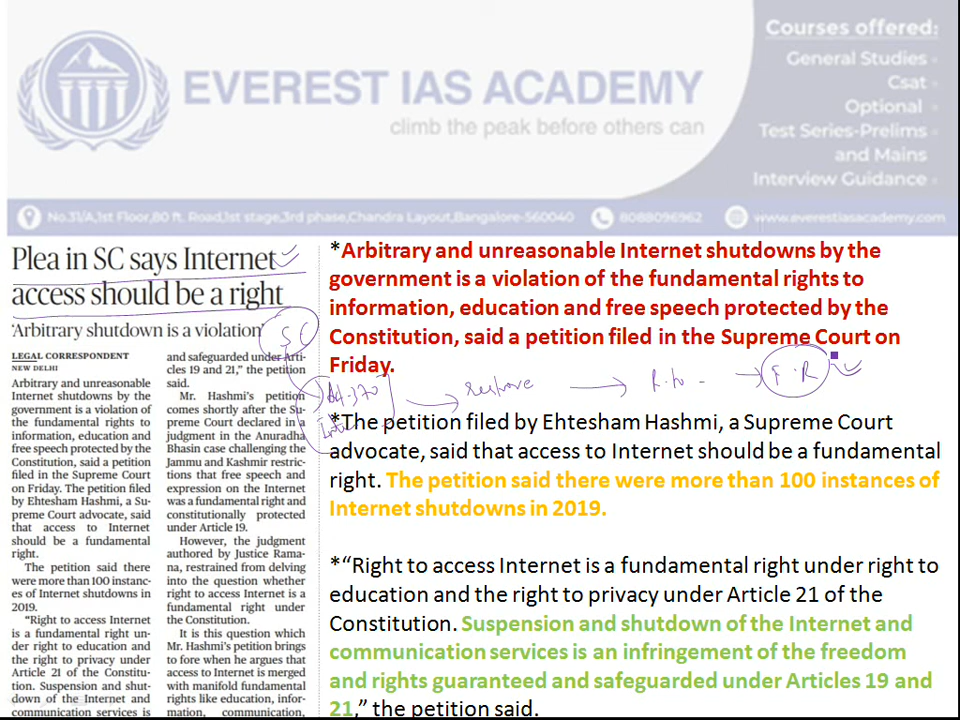 EVEREST IAS ACADEMY
climb the peak before others can
Courses offered:
General Studies
Csat
Optional
Test Series-Prelims
and Mains
Interview Guidance
No.31/A,1st Floor,80 ft. Road,1st stage,3rd phase,Chandra Layout,Bangalore-560040
8088096962
www.everestiasacademy.com
Plea in SC says Internet
access should be a right
'Arbitrary shutdown is a violation'
LEGAL CORRESPONDENT
NEW DELHI
Arbitrary and unreasonable
Internet shutdowns by the
government is a violation of
the fundamental rights to
information, education and
free speech protected by the
Constitution, said a petition
filed in the Supreme Court
on Friday. The petition filed
by Ehtesham Hashmi, a Su-
preme Court advocate, said
that access to Internet
should be a fundamental
right.
The petition said there
were more than 100 instanc-
es of Internet shutdowns in
2019.
"Right to access Internet
is a fundamental right un-
der right to education and
the right to privacy under
Article 21 of the Constitu-
tion. Suspension and shut-
down of the Internet and
communication services is
and safeguarded under Arti-
cles 19 and 21," the petition
said.
Mr. Hashmi's petition
comes shortly after the Su-
preme Court declared in a
judgment in the Anuradha
Bhasin case challenging the
Jammu and Kashmir restric-
tions that free speech and
expression on the Internet
was a fundamental right and
constitutionally protected
under Article 19.
However, the judgment
authored by Justice Rama-
na, restrained from delving
into the question whether
right to access Internet is a
fundamental right under
the Constitution.
It is this question which
Mr. Hashmi's petition brings
to fore when he argues that
access to Internet is merged
with manifold fundamental
rights like education, infor-
mation, communication,
*Arbitrary and unreasonable Internet shutdowns by the
government is a violation of the fundamental rights to
information, education and free speech protected by the
Constitution, said a petition filed in the Supreme Court on
Friday.
SC
Art-370
R.to
F.R
*The petition filed by Ehtesham Hashmi, a Supreme Court
advocate, said that access to Internet should be a fundamental
right. The petition said there were more than 100 instances of
Internet shutdowns in 2019.
*“Right to access Internet is a fundamental right under right to
education and the right to privacy under Article 21 of the
Constitution. Suspension and shutdown of the Internet and
communication services is an infringement of the freedom
and rights guaranteed and safeguarded under Articles 19 and
21,” the petition said.